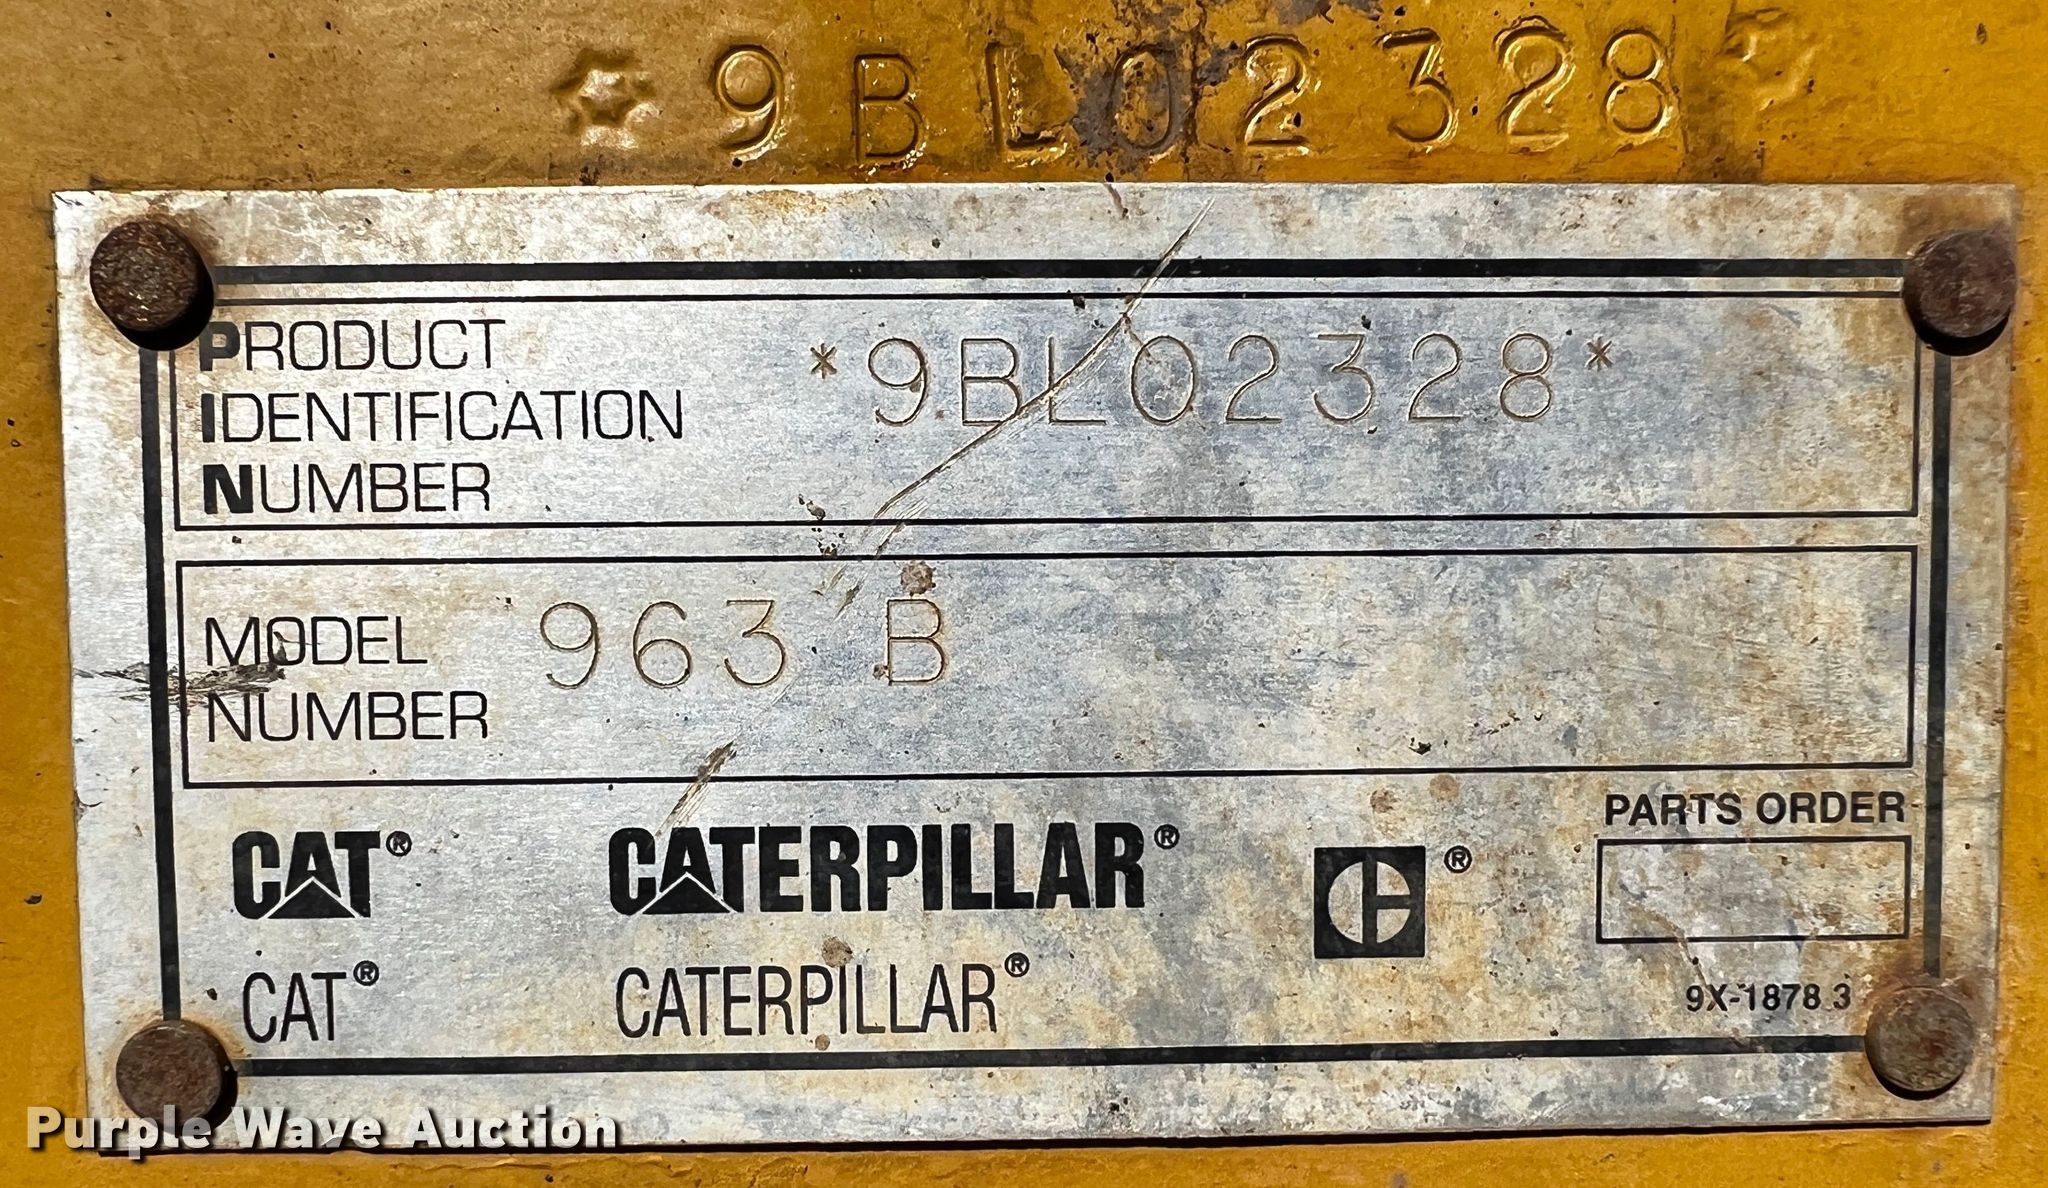 *9BL02328*
PRODUCT
IDENTIFICATION
NUMBER
*9BL02328*
MODEL
NUMBER
963 B
PARTS ORDER
CAT® CATERPILLAR® ®
CAT® CATERPILLAR®
9X-1878 3
Purple Wave Auction